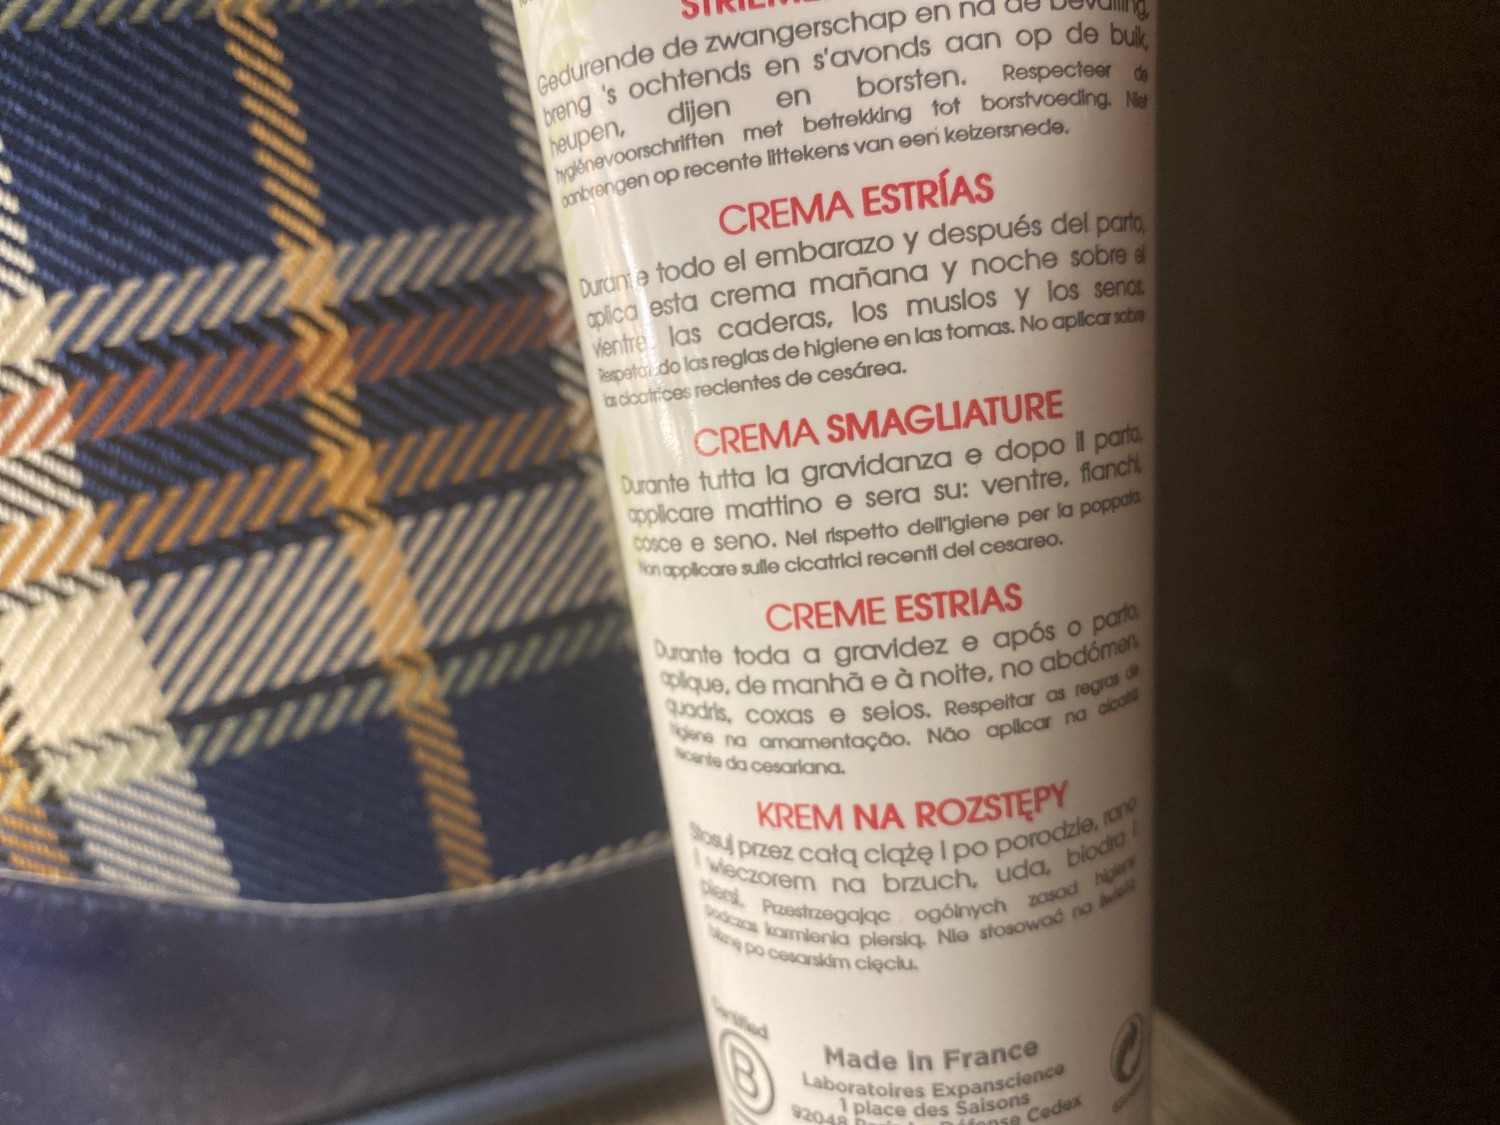 Gedurende de zwangerschap en na de bevalling,
breng 's ochtends en s'avonds aan op de buik,
heupen, dijen en borsten. Respecteer de
hygiënevoorschriften met betrekking tot borstvoeding. Niet
aanbrengen op recente littekens van een keizersnede.
CREMA ESTRÍAS
Durante todo el embarazo y después del parto,
aplica esta crema mañana y noche sobre el
vientre, las caderas, los muslos y los senos.
Respetando las reglas de higiene en las tomas. No aplicar sobre
las cicatrices recientes de cesárea.
CREMA SMAGLIATURE
Durante tutta la gravidanza e dopo il parto,
applicare mattino e sera su: ventre, fianchi,
cosce e seno. Nel rispetto dell'igiene per la poppata.
Non applicare sulle cicatrici recenti del cesareo.
CREME ESTRIAS
Durante toda a gravidez e após o parto,
aplique, de manhã e à noite, no abdómen,
quadris, coxas e seios. Respeitar as regras de
higiene na amamentação. Não aplicar na cicatriz
recente da cesariana.
KREM NA ROZSTĘPY
Stosuj przez całą ciążę i po porodzie, rano
i wieczorem na brzuch, uda, biodra i
piersi. Przestrzegając ogólnych zasad higieny
podczas karmienia piersią. Nie stosować na świeże
bliznę po cesarskim cięciu.
Certified
B
Made in France
Laboratoires Expanscience
1 place des Saisons
92048 Défense Cedex